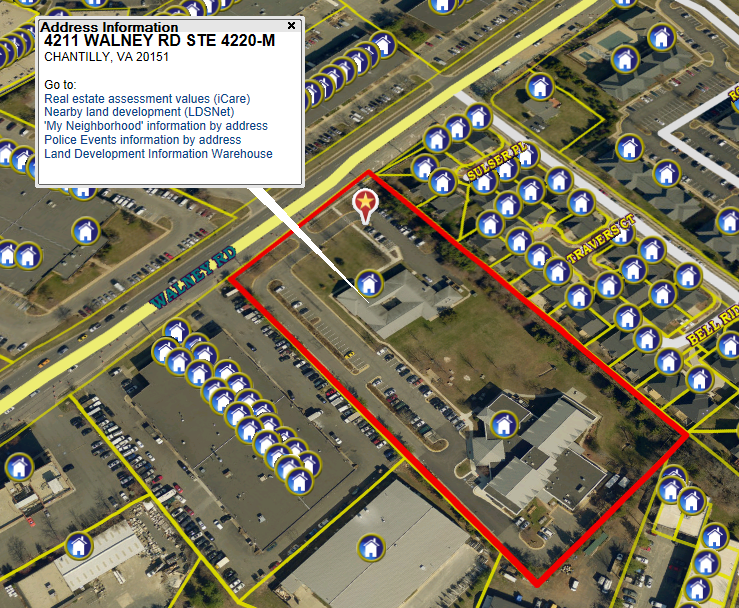 Address Information
4211 WALNEY RD STE 4220-M
CHANTILLY, VA 20151
Go to:
Real estate assessment values (iCare)
Nearby land development (LDSNet)
'My Neighborhood' information by address
Police Events information by address
Land Development Information Warehouse
SULSER PL
TRAVERS CT
WALNEY RD
BELL RID